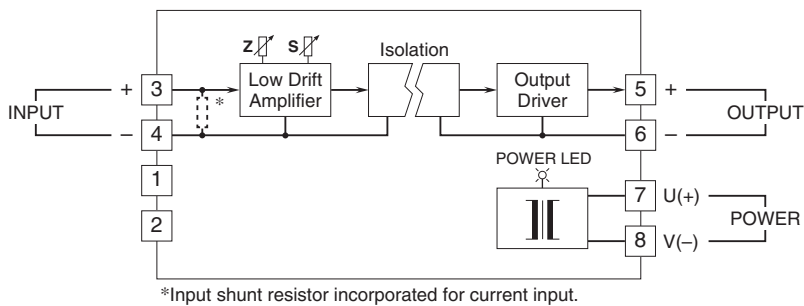 Z S Isolation
INPUT + 3 * Low Drift Amplifier Output Driver 5 + OUTPUT
− 4 6 −
1
2
POWER LED
7 U(+)
POWER
8 V(−)
*Input shunt resistor incorporated for current input.